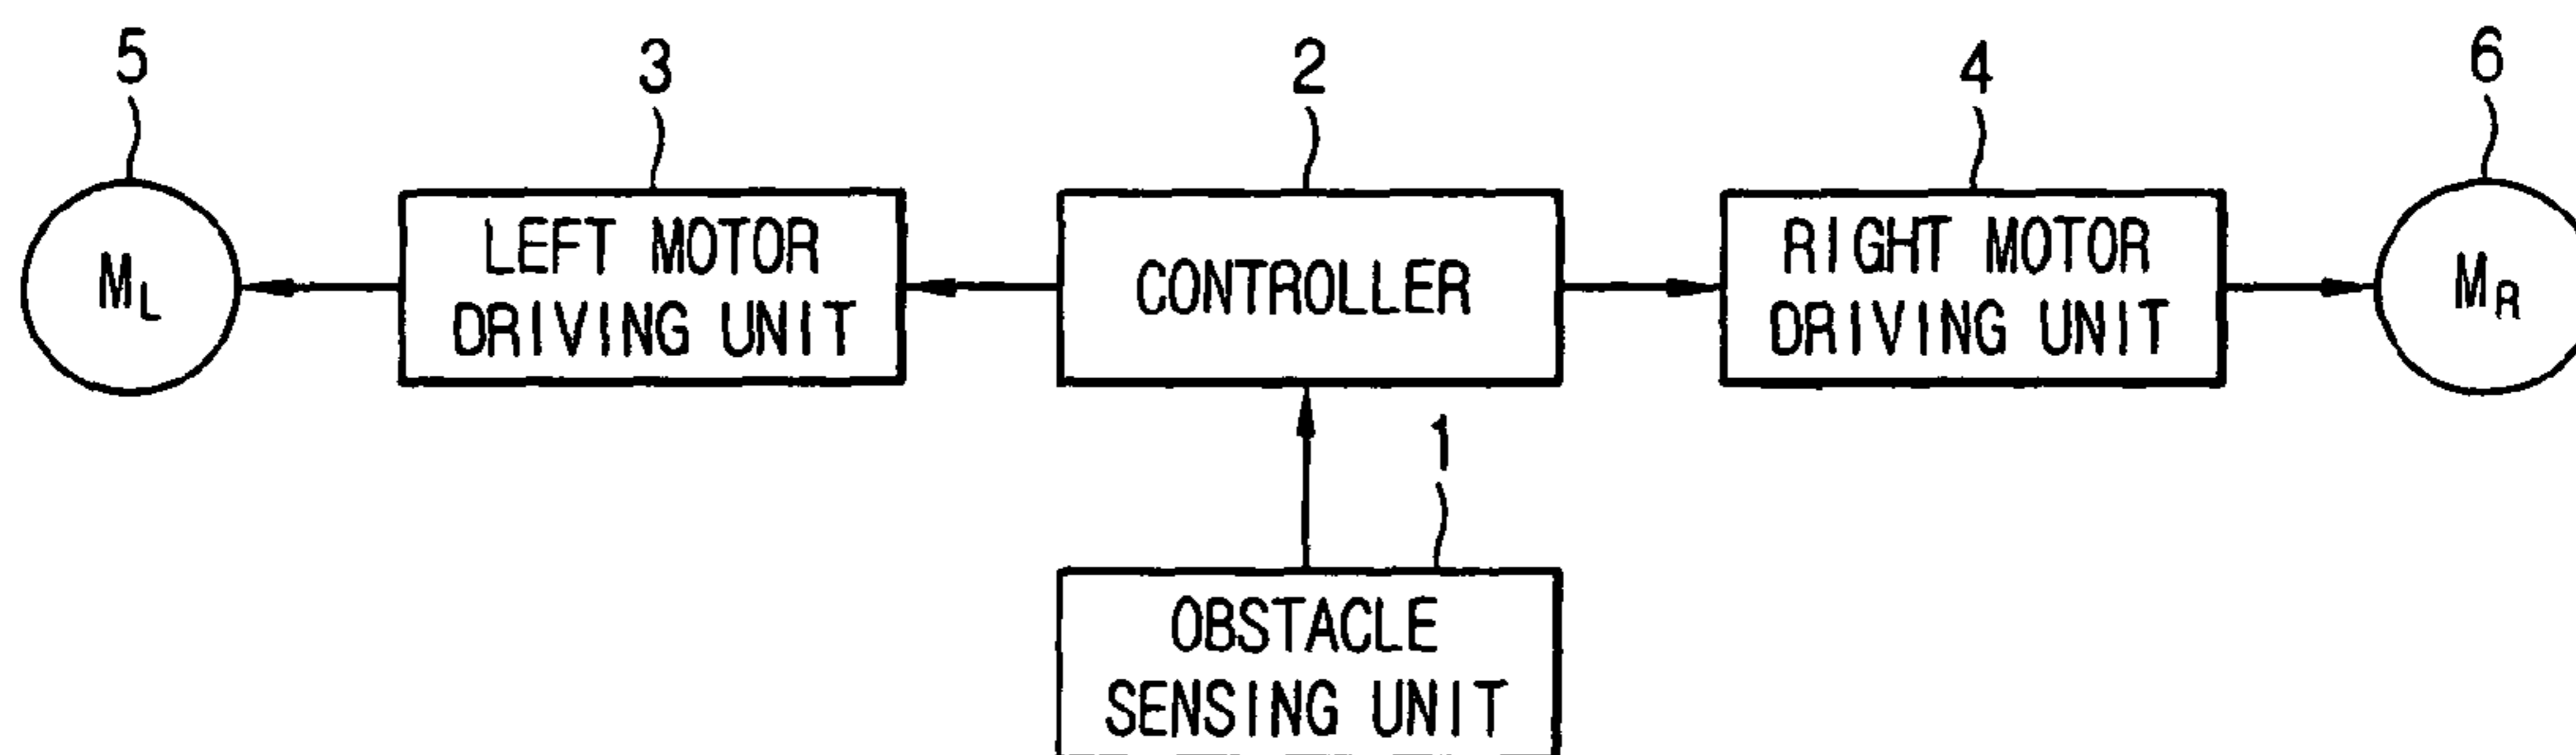 5
3
2
4
6
M_L
LEFT MOTOR
DRIVING UNIT
CONTROLLER
RIGHT MOTOR
DRIVING UNIT
M_R
1
OBSTACLE
SENSING UNIT